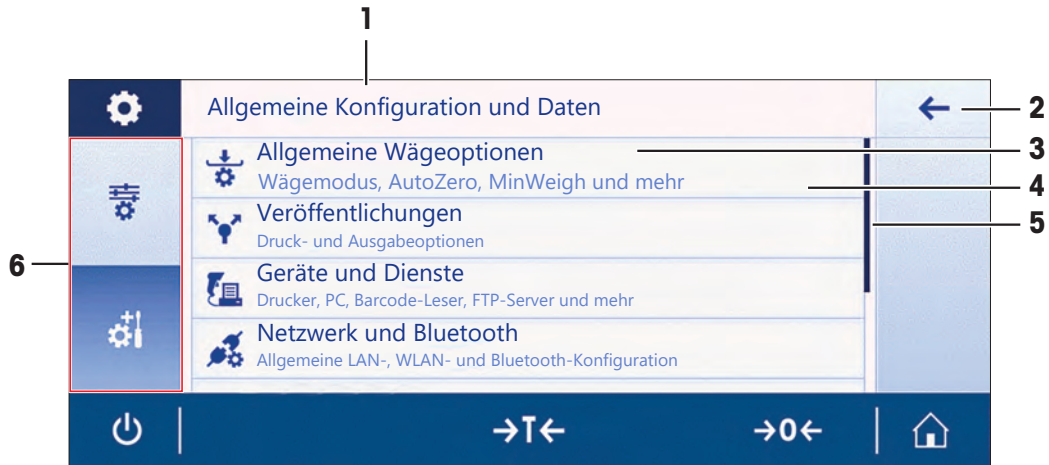 1
Allgemeine Konfiguration und Daten
2
Allgemeine Wägeoptionen
3
Wägemodus, AutoZero, MinWeigh und mehr
4
Veröffentlichungen
5
Druck- und Ausgabeoptionen
6
Geräte und Dienste
Drucker, PC, Barcode-Leser, FTP-Server und mehr
Netzwerk und Bluetooth
Allgemeine LAN-, WLAN- und Bluetooth-Konfiguration
→T←
→0←